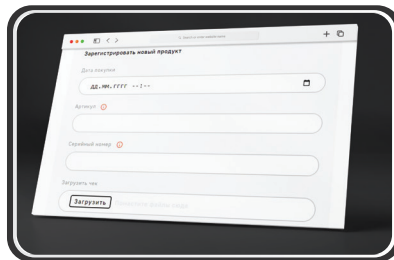 Зарегистрировать новый продукт
Дата покупки
ДД.ММ.ГГГГ --:--
Артикул
Серийный номер
Загрузить чек
Загрузить